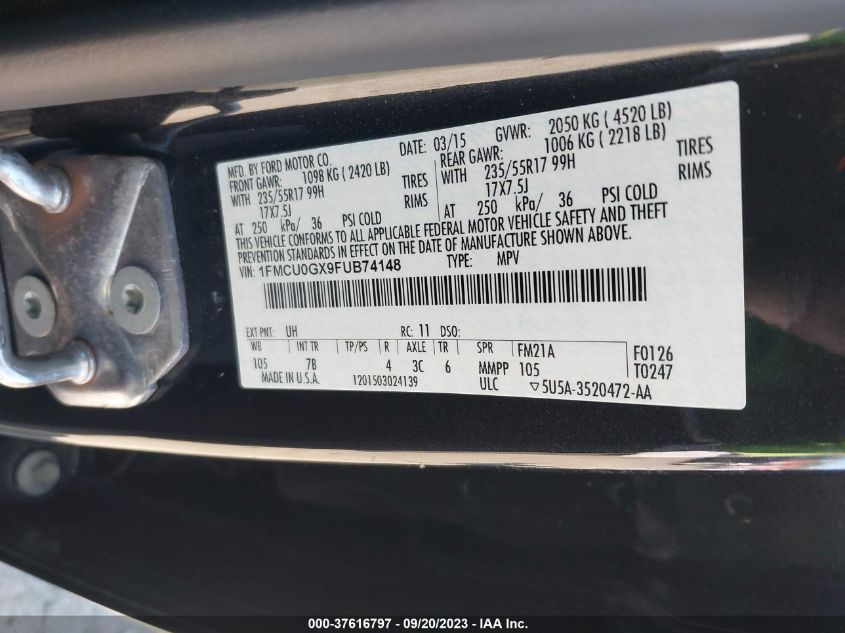 MFD. BY FORD MOTOR CO.
DATE: 03/15 GVWR: 2050 KG ( 4520 LB)
FRONT GAWR: 1098 KG ( 2420 LB)
REAR GAWR: 1006 KG ( 2218 LB)
WITH 235/55R17 99H TIRES
WITH 235/55R17 99H TIRES
17X7.5J RIMS
17X7.5J RIMS
AT 250 kPa/ 36 PSI COLD
AT 250 kPa/ 36 PSI COLD
THIS VEHICLE CONFORMS TO ALL APPLICABLE FEDERAL MOTOR VEHICLE SAFETY AND THEFT
PREVENTION STANDARDS IN EFFECT ON THE DATE OF MANUFACTURE SHOWN ABOVE.
VIN: 1FMCU0GX9FUB74148 TYPE: MPV
EXT PNT: UH RC: 11 DSO:
WB INT TR TP/PS R AXLE TR SPR FM21A F0126
105 7B 4 3C 6 MMPP 105 T0247
MADE IN U.S.A. 1201503024139 ULC ▽5U5A-3520472-AA
000-37616797 - 09/20/2023 - IAA Inc.